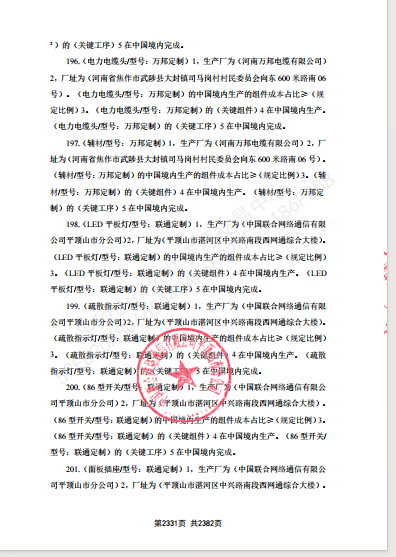 ²）的（关键工序）5 在中国境内完成。
196.（电力电缆头/型号：万邦定制）1，生产厂为（河南万邦电缆有限公司）
2，厂址为（河南省焦作市武陟县大封镇司马岗村村民委员会向东 600 米路南 06
号）。（电力电缆头/型号：万邦定制）的中国境内生产的组件成本占比≥（规
定比例）3。（电力电缆头/型号：万邦定制）的（关键组件）4 在中国境内生产。
（电力电缆头/型号：万邦定制）的（关键工序）5 在中国境内完成。
197.（辅材/型号：万邦定制）1，生产厂为（河南万邦电缆有限公司）2，厂
址为（河南省焦作市武陟县大封镇司马岗村村民委员会向东 600 米路南 06 号）。
（辅材/型号：万邦定制）的中国境内生产的组件成本占比≥（规定比例）3。（辅
材/型号：万邦定制）的（关键组件）4 在中国境内生产。（辅材/型号：万邦定
制）的（关键工序）5 在中国境内完成。
198.（LED 平板灯/型号：联通定制）1，生产厂为（中国联合网络通信有限
公司平顶山市分公司）2，厂址为（平顶山市湛河区中兴路南段西网通综合大楼）。
（LED 平板灯/型号：联通定制）的中国境内生产的组件成本占比≥（规定比例）
3。（LED 平板灯/型号：联通定制）的（关键组件）4 在中国境内生产。（LED
平板灯/型号：联通定制）的（关键工序）5 在中国境内完成。
199.（疏散指示灯/型号：联通定制）1，生产厂为（中国联合网络通信有限
公司平顶山市分公司）2，厂址为（平顶山市湛河区中兴路南段西网通综合大楼）。
（疏散指示灯/型号：联通定制）的中国境内生产的组件成本占比≥（规定比例）
3。（疏散指示灯/型号：联通定制）的（关键组件）4 在中国境内生产。（疏散
指示灯/型号：联通定制）的（关键工序）5 在中国境内完成。
200.（86 型开关/型号：联通定制）1，生产厂为（中国联合网络通信有限公
司平顶山市分公司）2，厂址为（平顶山市湛河区中兴路南段西网通综合大楼）。
（86 型开关/型号：联通定制）的中国境内生产的组件成本占比≥（规定比例）3。
（86 型开关/型号：联通定制）的（关键组件）4 在中国境内生产。（86 型开关/
型号：联通定制）的（关键工序）5 在中国境内完成。
201.（面板插座/型号：联通定制）1，生产厂为（中国联合网络通信有限公
司平顶山市分公司）2，厂址为（平顶山市湛河区中兴路南段西网通综合大楼）。
第2331页 共2382页